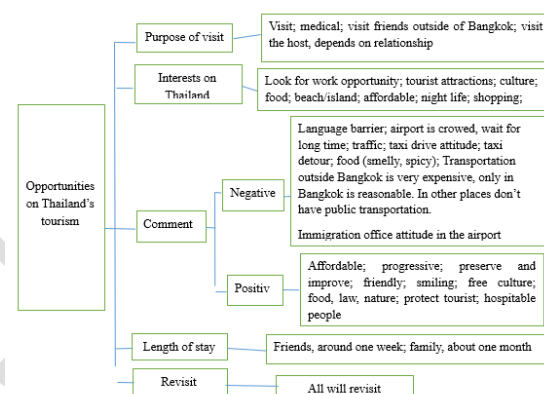 Purpose of visit
Visit; medical; visit friends outside of Bangkok; visit
the host, depends on relationship
Interests on
Thailand
Look for work opportunity; tourist attractions; culture;
food; beach/island; affordable; night life; shopping;
Opportunities
on Thailand's
tourism
Comment
Negative
Language barrier; airport is crowed, wait for
long time; traffic; taxi drive attitude; taxi
detour; food (smelly, spicy); Transportation
outside Bangkok is very expensive, only in
Bangkok is reasonable. In other places don't
have public transportation.
Immigration office attitude in the airport
Positiv
Affordable; progressive; preserve and
improve; friendly; smiling; free culture;
food, law, nature; protect tourist; hospitable
people
Length of stay
Friends, around one week; family, about one month
Revisit
All will revisit